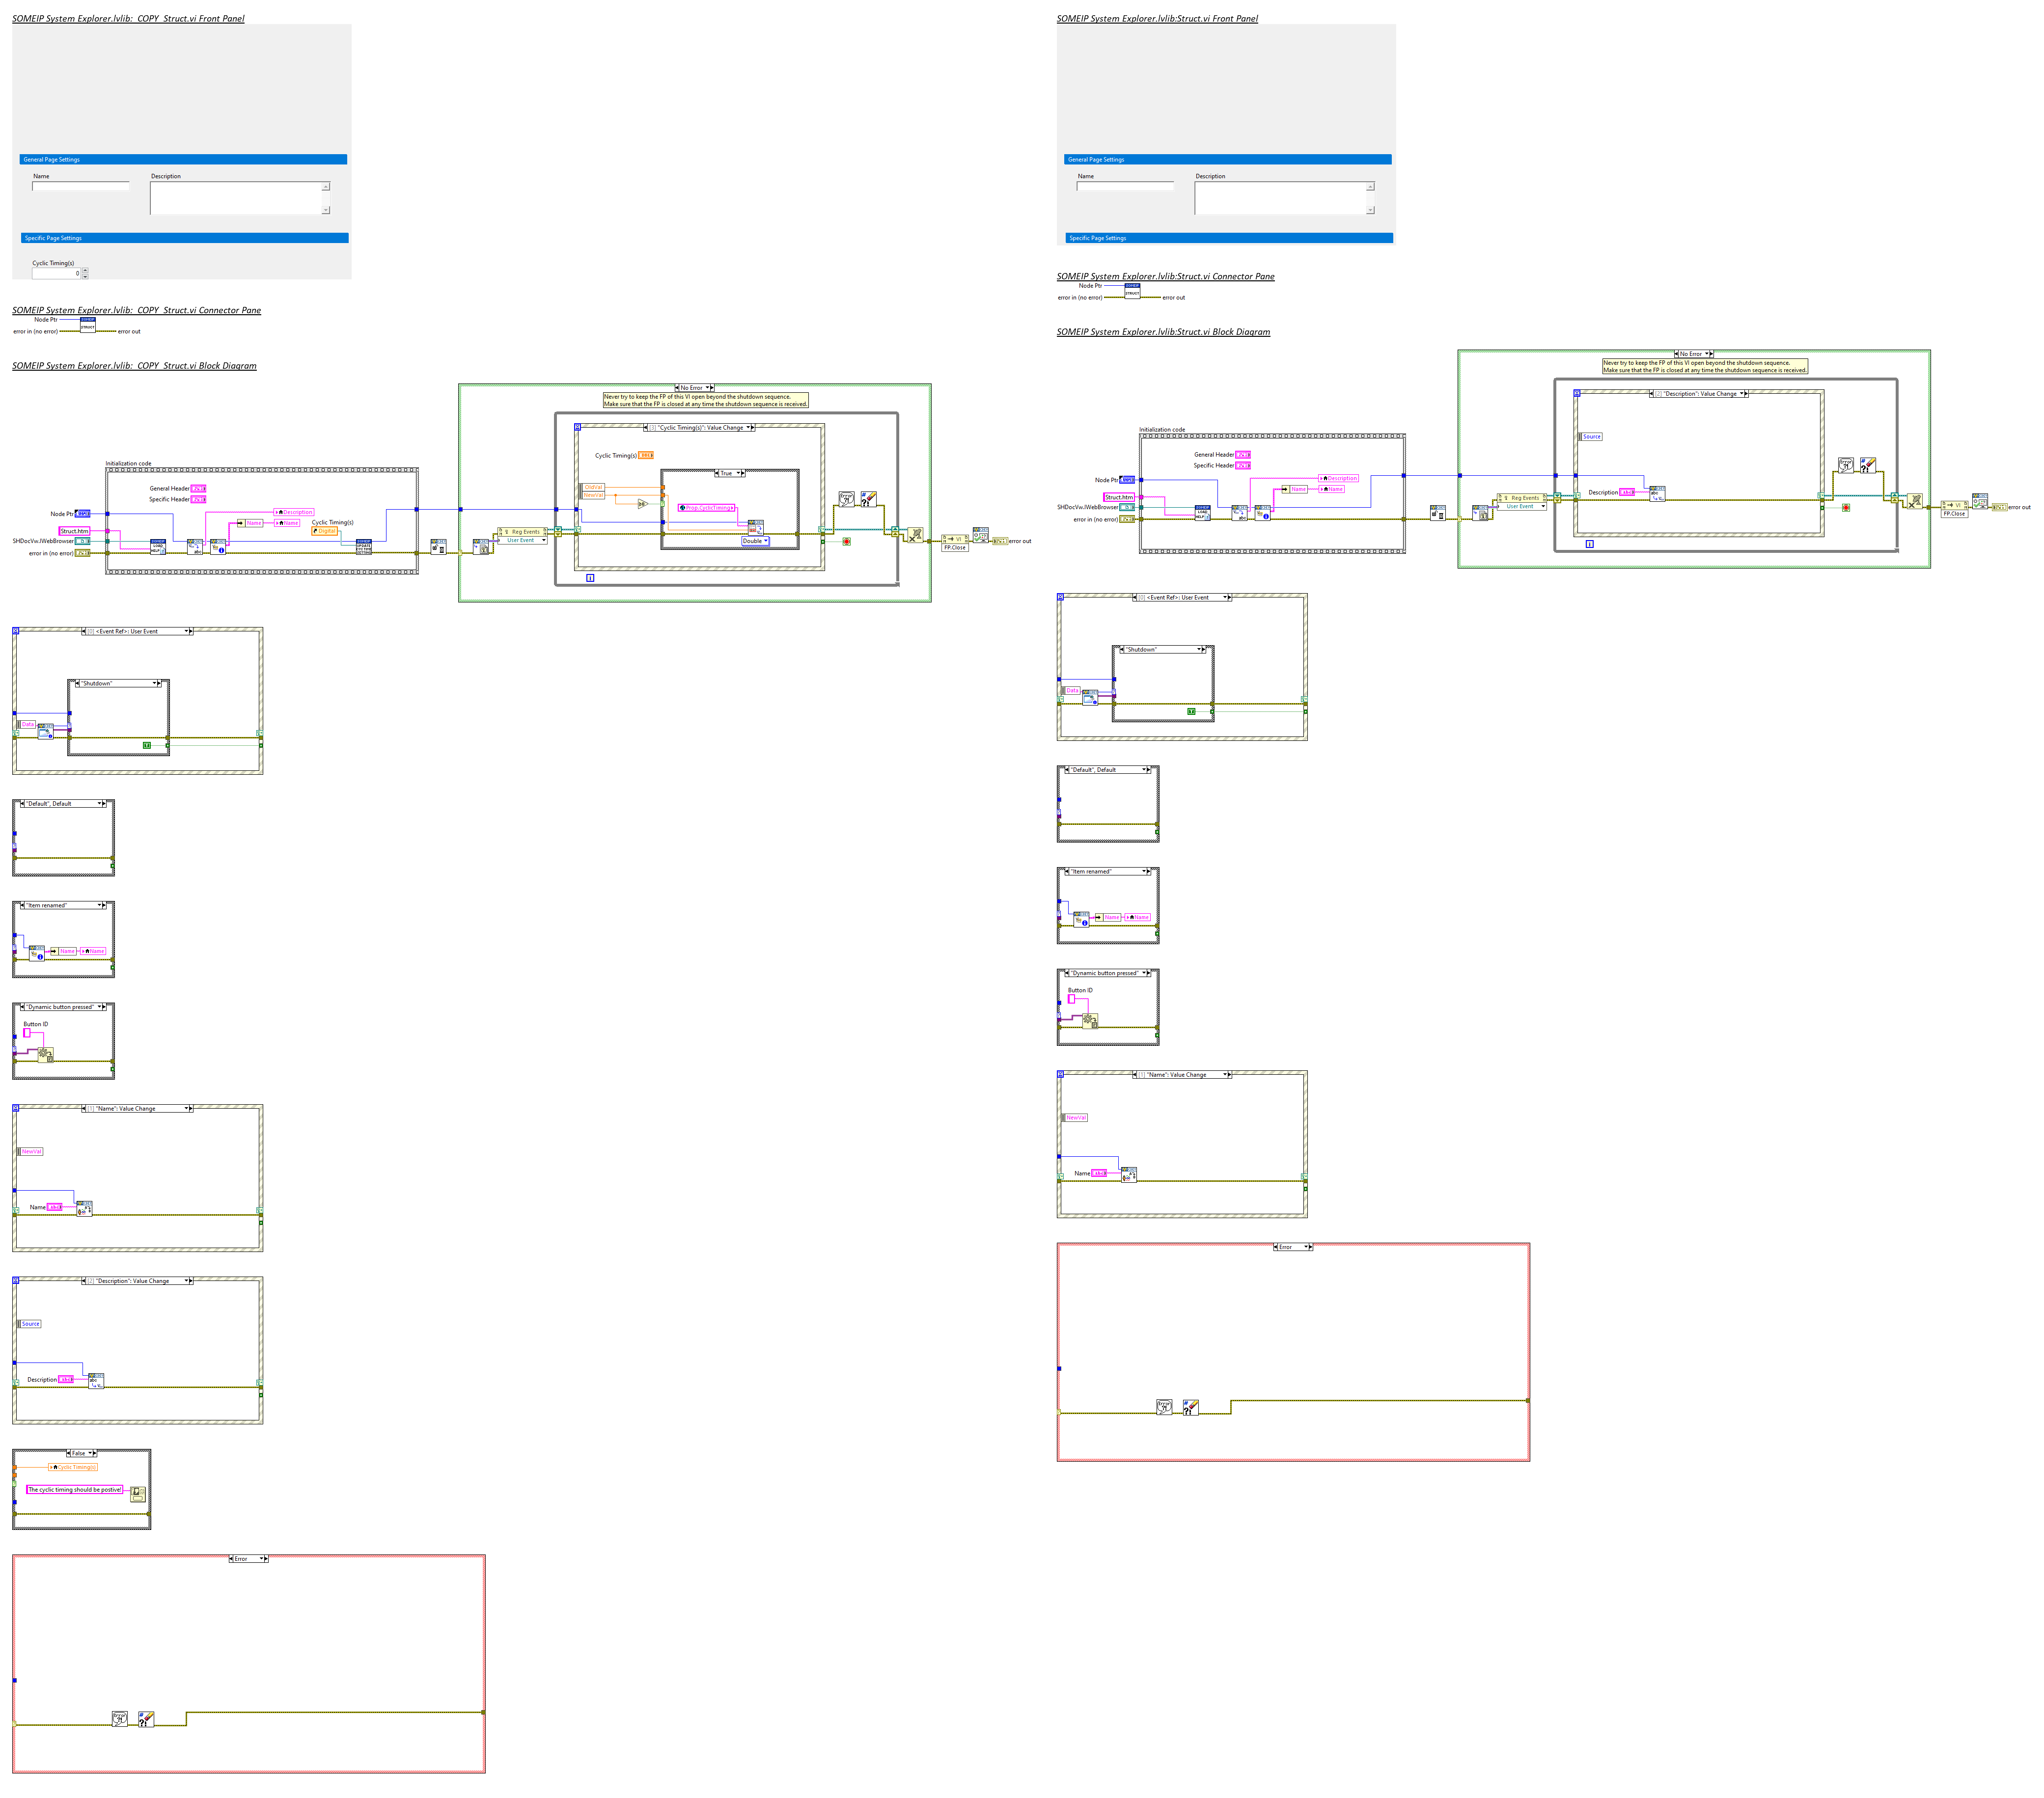 SOMEIP System Explorer.lvlib:_COPY_Struct.vi Front Panel
General Page Settings
Name
Description
Specific Page Settings
Cyclic Timing(s)
0
SOMEIP System Explorer.lvlib:_COPY_Struct.vi Connector Pane
Node Ptr
error in (no error)
error out
SOMEIP
STRUCT
SOMEIP System Explorer.lvlib:_COPY_Struct.vi Block Diagram
No Error
Never try to keep the FP of this VI open beyond the shutdown sequence.
Make sure that the FP is closed at any time the shutdown sequence is received.
[3] "Cyclic Timing(s)": Value Change
Cyclic Timing(s)
True
OldVal
NewVal
Prop.CyclicTiming
Double
Initialization code
General Header
Specific Header
Node Ptr
Struct.htm
SHDocVw.IWebBrowser
error in (no error)
Description
Name
Name
Cyclic Timing(s)
Digital
Reg Events
User Event
VI
FP.Close
error out
[0] <Event Ref>: User Event
"Shutdown"
Data
"Default", Default
"Item renamed"
Name
Name
"Dynamic button pressed"
Button ID
[1] "Name": Value Change
NewVal
Name
[2] "Description": Value Change
Source
Description
False
Cyclic Timing(s)
The cyclic timing should be postive!
Error
SOMEIP System Explorer.lvlib:Struct.vi Front Panel
General Page Settings
Name
Description
Specific Page Settings
SOMEIP System Explorer.lvlib:Struct.vi Connector Pane
Node Ptr
error in (no error)
error out
SOMEIP
STRUCT
SOMEIP System Explorer.lvlib:Struct.vi Block Diagram
No Error
Never try to keep the FP of this VI open beyond the shutdown sequence.
Make sure that the FP is closed at any time the shutdown sequence is received.
[2] "Description": Value Change
Source
Description
Initialization code
General Header
Specific Header
Node Ptr
Struct.htm
SHDocVw.IWebBrowser
error in (no error)
Description
Name
Name
Reg Events
User Event
VI
FP.Close
error out
[0] <Event Ref>: User Event
"Shutdown"
Data
"Default", Default
"Item renamed"
Name
Name
"Dynamic button pressed"
Button ID
[1] "Name": Value Change
NewVal
Name
Error